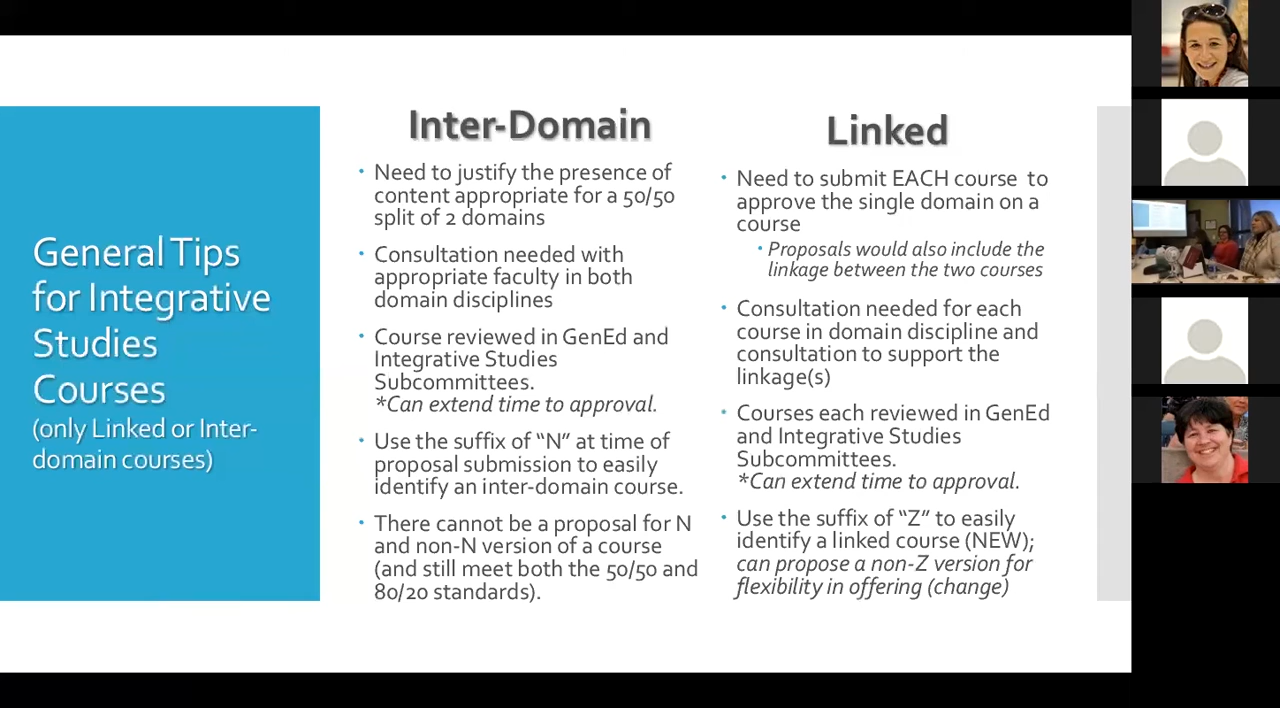 General Tips
for Integrative
Studies
Courses
(only Linked or Inter-
domain courses)
Inter-Domain
• Need to justify the presence of
content appropriate for a 50/50
split of 2 domains
• Consultation needed with
appropriate faculty in both
domain disciplines
• Course reviewed in GenEd and
Integrative Studies
Subcommittees.
*Can extend time to approval.
• Use the suffix of “N” at time of
proposal submission to easily
identify an inter-domain course.
• There cannot be a proposal for N
and non-N version of a course
(and still meet both the 50/50 and
80/20 standards).
Linked
• Need to submit EACH course to
approve the single domain on a
course
• Proposals would also include the
linkage between the two courses
• Consultation needed for each
course in domain discipline and
consultation to support the
linkage(s)
• Courses each reviewed in GenEd
and Integrative Studies
Subcommittees.
*Can extend time to approval.
• Use the suffix of “Z” to easily
identify a linked course (NEW);
can propose a non-Z version for
flexibility in offering (change)